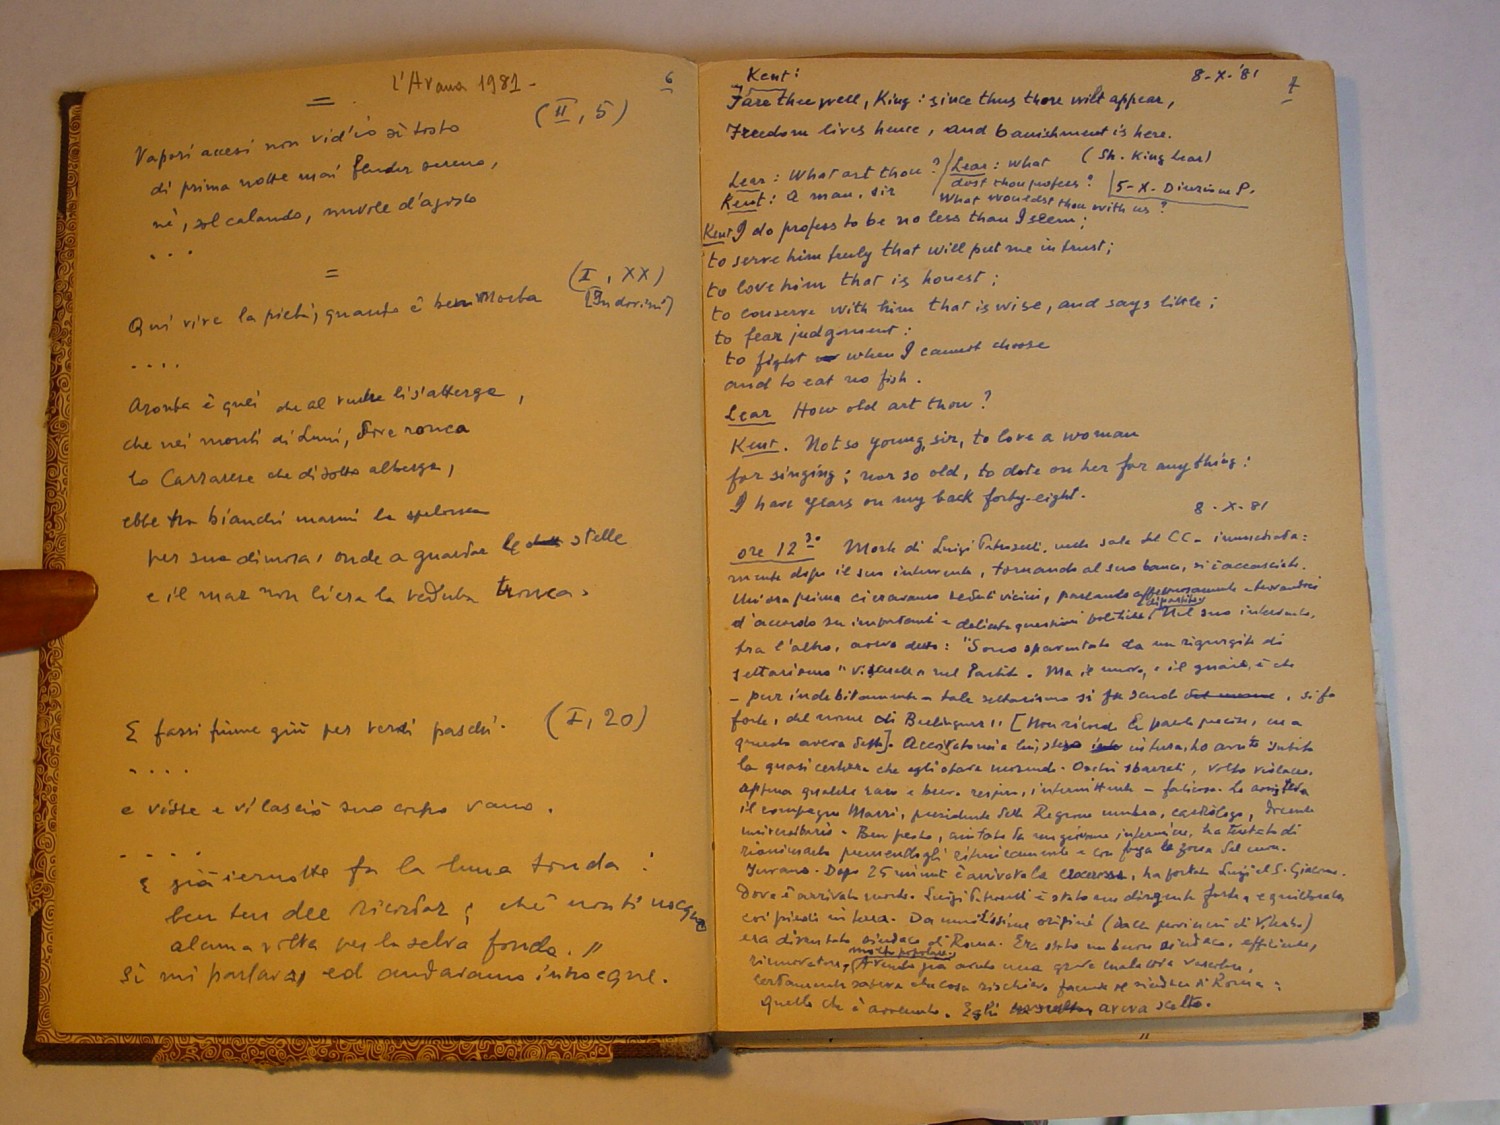 L'Avana 1981 -
6
=
(II, 5)
Vapori accesi non vid'io sì tosto
di prima notte mai fender sereno,
nè, sol calando, nuvole d'agosto
...
=
(I, XX)
[Indovini]
Qui vive la pietà, quando è ben morta
....
Aronta è quei che al ventre li s'atterga,
che nei monti di Luni, dove ronca
lo Carrarese che di sotto alberga,
ebbe tra bianchi marmi la spelonca
per sua dimora, onde a guardar le stelle
e il mar non li era la veduta tronca.
(I, 20)
E fassi fiume giù per verdi paschi.
....
e visse e vi lasciò suo corpo vano.
....
E già iernotte fu la luna tonda:
ben ten dee ricordar; chè non ti nocque
alcuna volta per la selva fonda."
Sì mi parlava, ed andavamo introcque.
Kent:
8-X-'81
7
Fare thee well, King: since thus thore wilt appear,
Freedom lives hence, and banishment is here.
(Sh. King Lear)
Lear: What art thou?
Kent: A man, sir
Lear: What
dost thou profess?
What wouldst thou with us?
5-X- Direzione P.
Kent I do profess to be no less than I seem;
to serve him truly that will put me in trust;
to love him that is honest;
to converse with him that is wise, and says little;
to fear judgment:
to fight when I cannot choose
and to eat no fish.
Lear How old art thou?
Kent. Not so young, sir, to love a woman
for singing; nor so old, to dote on her for anything:
I have years on my back forty-eight.
8-X-81
ore 12 30 Morte di Luigi Petroselli, nella sala del CC - immediata=
mente dopo il suo intervento, tornando al suo banco, si è accasciato.
Un'ora prima ci eravamo seduti vicini, parlando affettuosamente e trovandoci
d'accordo su importanti e delicate questioni politiche di partito. Nel suo intervento,
tra l'altro, aveva detto: "Sono spaventato da un rigurgito di
settarismo" nel Partito. Ma il nuovo, e il guaio, è che
- pur indebitamente - tale settarismo si fa scudo, si fa
forte, del nome di Berlinguer!! [Non ricordo le parole precise, ma
questo aveva detto]. Accostatomi a lui, steso in terra, ho avuto subito
la quasi certezza che egli stava morendo. Occhi sbarrati, volto violaceo,
appena qualche raro e breve respiro, intermittente - faticoso. Lo assisteva
il compagno Marri, presidente della Regione umbra, cardiologo, docente
universitario. Ben presto, aiutato da un giovane infermiere, ha tentato di
rianimarlo premendogli ritmicamente e con forza la zona del cuore.
Invano. Dopo 25 minuti è arrivata la crocerossa, ha portato Luigi al S. Giacomo.
dove è arrivato morto. Luigi Petroselli è stato un dirigente forte, equilibrato
coi piedi in terra. Da umilissime origini (dalla provincia di Viterbo)
era diventato sindaco di Roma. Era stato un buon sindaco, efficiente,
rinnovatore, molto popolare. Avendo già avuto una grave malattia vascolare,
certamente sapeva che cosa rischiava facendo il sindaco di Roma:
quello che è avvenuto. Egli aveva scelto.